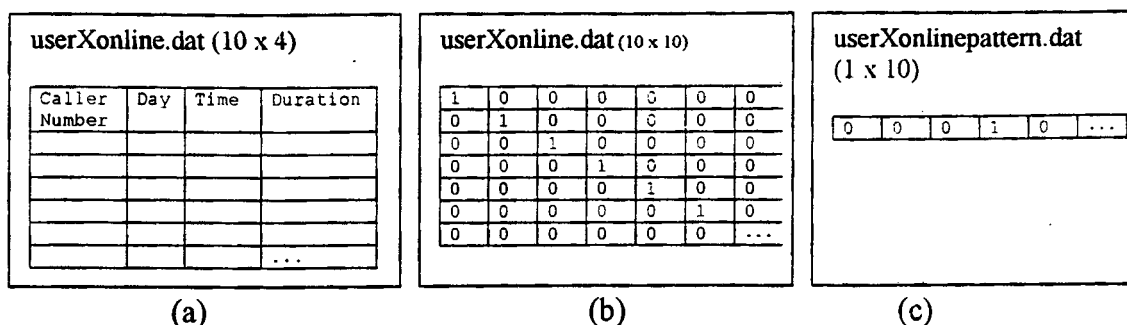 userXonline.dat (10 x 4)
Caller Number Day Time Duration
...
(a)
userXonline.dat (10 x 10)
1 0 0 0 0 0 0
0 1 0 0 0 0 0
0 0 1 0 0 0 0
0 0 0 1 0 0 0
0 0 0 0 1 0 0
0 0 0 0 0 1 0
0 0 0 0 0 0 ...
(b)
userXonlinepattern.dat
(1 x 10)
0 0 0 1 0 ...
(c)